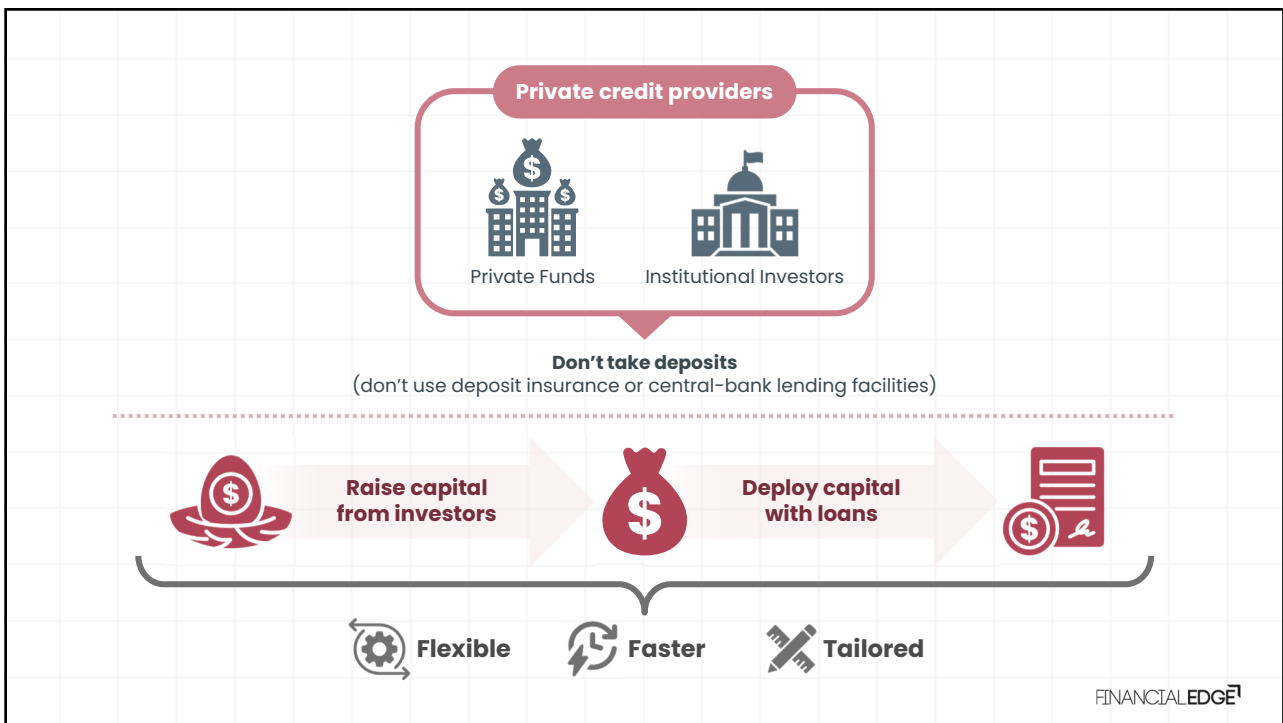 Private credit providers
$
$ $
Private Funds Institutional Investors
Don't take deposits
(don't use deposit insurance or central-bank lending facilities)
$ Raise capital $ Deploy capital $
from investors with loans
Flexible Faster Tailored
FINANCIALEDGE